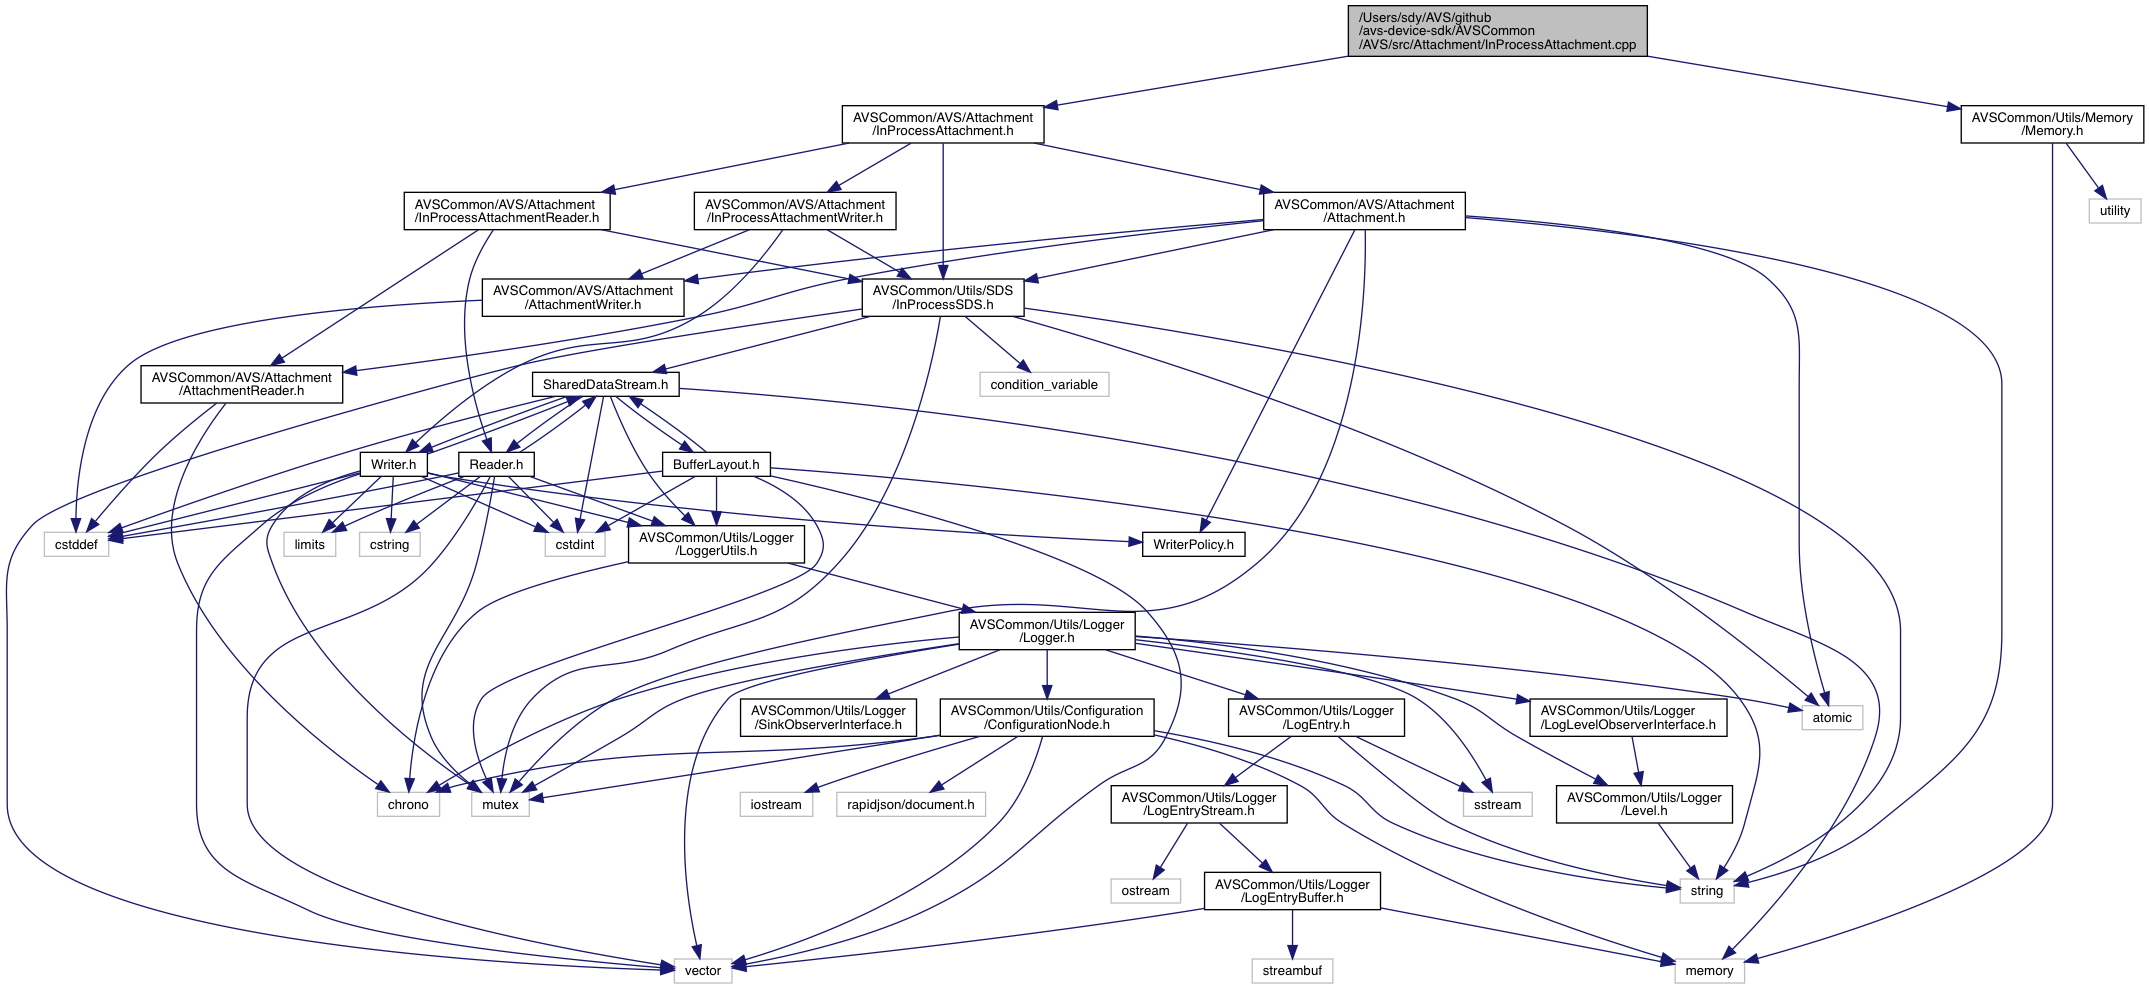 /Users/sdy/AVS/github
/avs-device-sdk/AVSCommon
/AVS/src/Attachment/InProcessAttachment.cpp
AVSCommon/AVS/Attachment
/InProcessAttachment.h
AVSCommon/Utils/Memory
/Memory.h
AVSCommon/AVS/Attachment
/InProcessAttachmentReader.h
AVSCommon/AVS/Attachment
/InProcessAttachmentWriter.h
AVSCommon/AVS/Attachment
/Attachment.h
utility
AVSCommon/AVS/Attachment
/AttachmentWriter.h
AVSCommon/Utils/SDS
/InProcessSDS.h
AVSCommon/AVS/Attachment
/AttachmentReader.h
SharedDataStream.h
condition_variable
Writer.h
Reader.h
BufferLayout.h
cstddef
limits
cstring
cstdint
AVSCommon/Utils/Logger
/LoggerUtils.h
WriterPolicy.h
AVSCommon/Utils/Logger
/Logger.h
AVSCommon/Utils/Logger
/SinkObserverInterface.h
AVSCommon/Utils/Configuration
/ConfigurationNode.h
AVSCommon/Utils/Logger
/LogEntry.h
AVSCommon/Utils/Logger
/LogLevelObserverInterface.h
atomic
chrono
mutex
iostream
rapidjson/document.h
AVSCommon/Utils/Logger
/LogEntryStream.h
sstream
AVSCommon/Utils/Logger
/Level.h
ostream
AVSCommon/Utils/Logger
/LogEntryBuffer.h
string
vector
streambuf
memory